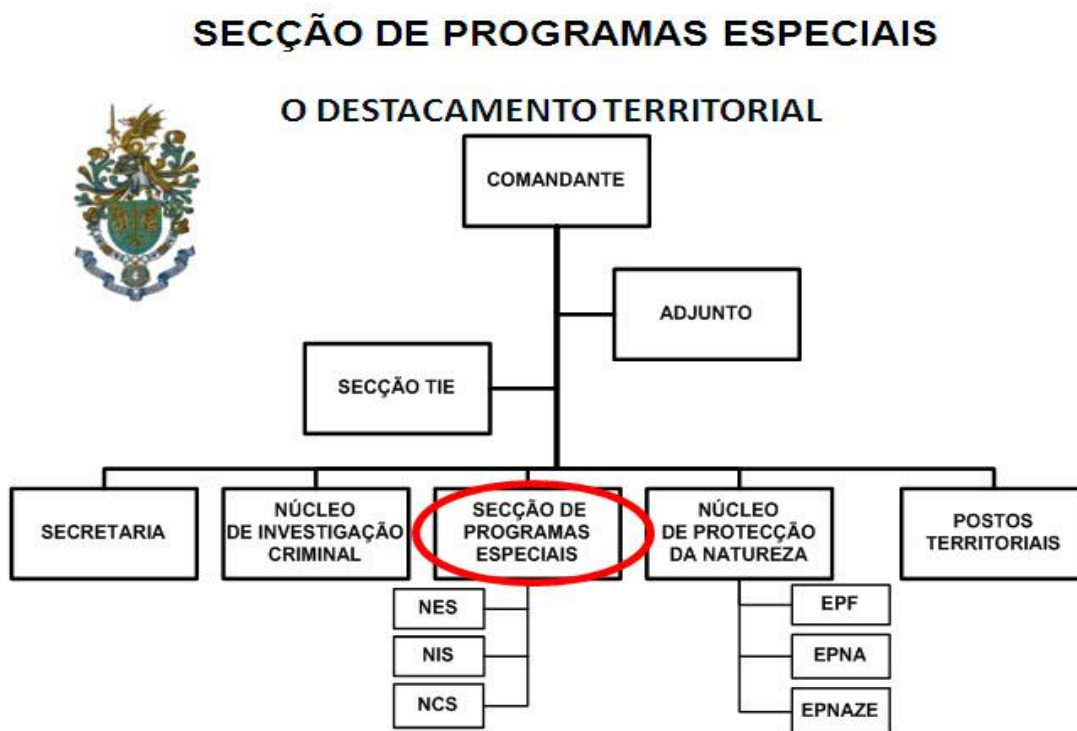 SECÇÃO DE PROGRAMAS ESPECIAIS
O DESTACAMENTO TERRITORIAL
COMANDANTE
ADJUNTO
SECÇÃO TIE
SECRETARIA
NÚCLEO
DE INVESTIGAÇÃO
CRIMINAL
SECÇÃO DE
PROGRAMAS
ESPECIAIS
NÚCLEO
DE PROTECÇÃO
DA NATUREZA
POSTOS
TERRITORIAIS
NES
NIS
NCS
EPF
EPNA
EPNAZE